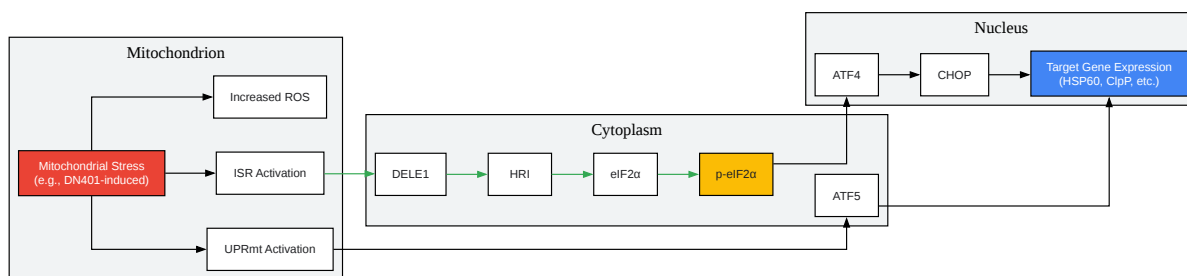 Mitochondrion
Increased ROS
Mitochondrial Stress
(e.g., DN401-induced)
ISR Activation
UPRmt Activation
Cytoplasm
DELE1
HRI
eIF2α
p-eIF2α
ATF5
Nucleus
ATF4
CHOP
Target Gene Expression
(HSP60, ClpP, etc.)